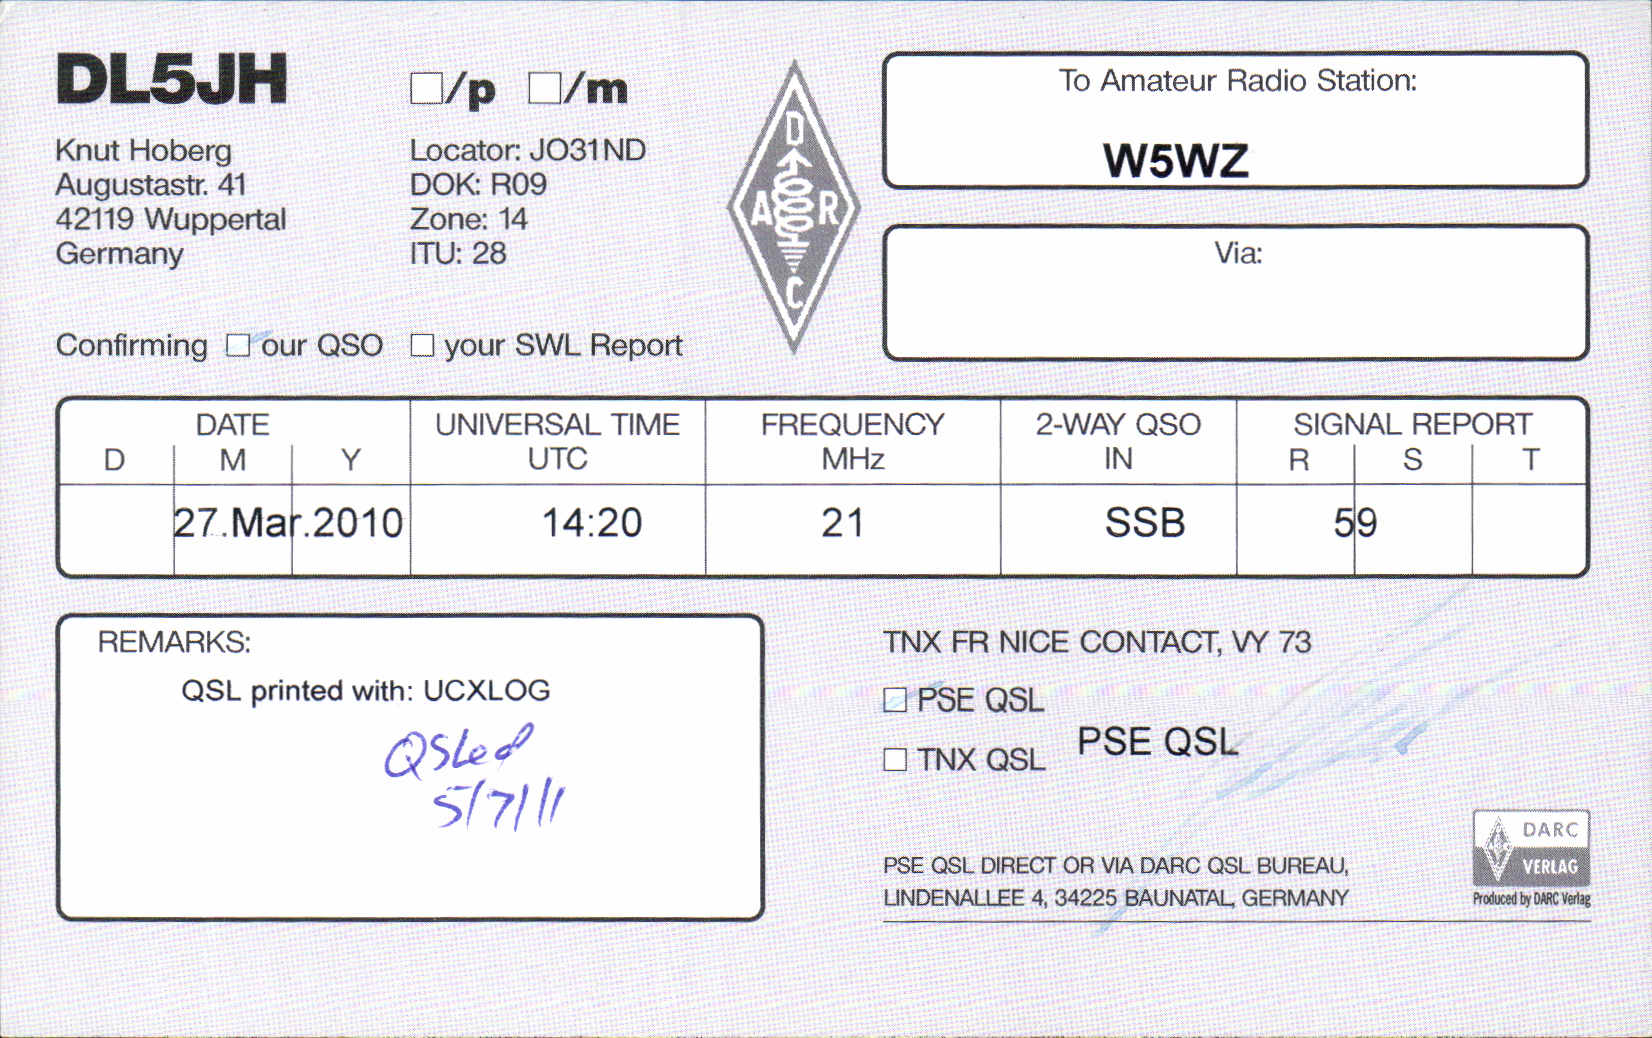 DL5JH
☐/p ☐/m
Knut Hoberg
Augustastr. 41
42119 Wuppertal
Germany
Locator: JO31ND
DOK: R09
Zone: 14
ITU: 28
D
A R
C
To Amateur Radio Station:
W5WZ
Via:
Confirming ☐ our QSO ☐ your SWL Report
DATE UNIVERSAL TIME FREQUENCY 2-WAY QSO SIGNAL REPORT
D M Y UTC MHz IN R S T
27.Mar.2010 14:20 21 SSB 59
REMARKS:
QSL printed with: UCXLOG
QSLed
5/7/11
TNX FR NICE CONTACT, VY 73
☐ PSE QSL
☐ TNX QSL
PSE QSL
PSE QSL DIRECT OR VIA DARC QSL BUREAU,
LINDENALLEE 4, 34225 BAUNATAL, GERMANY
DARC
VERLAG
Produced by DARC Verlag